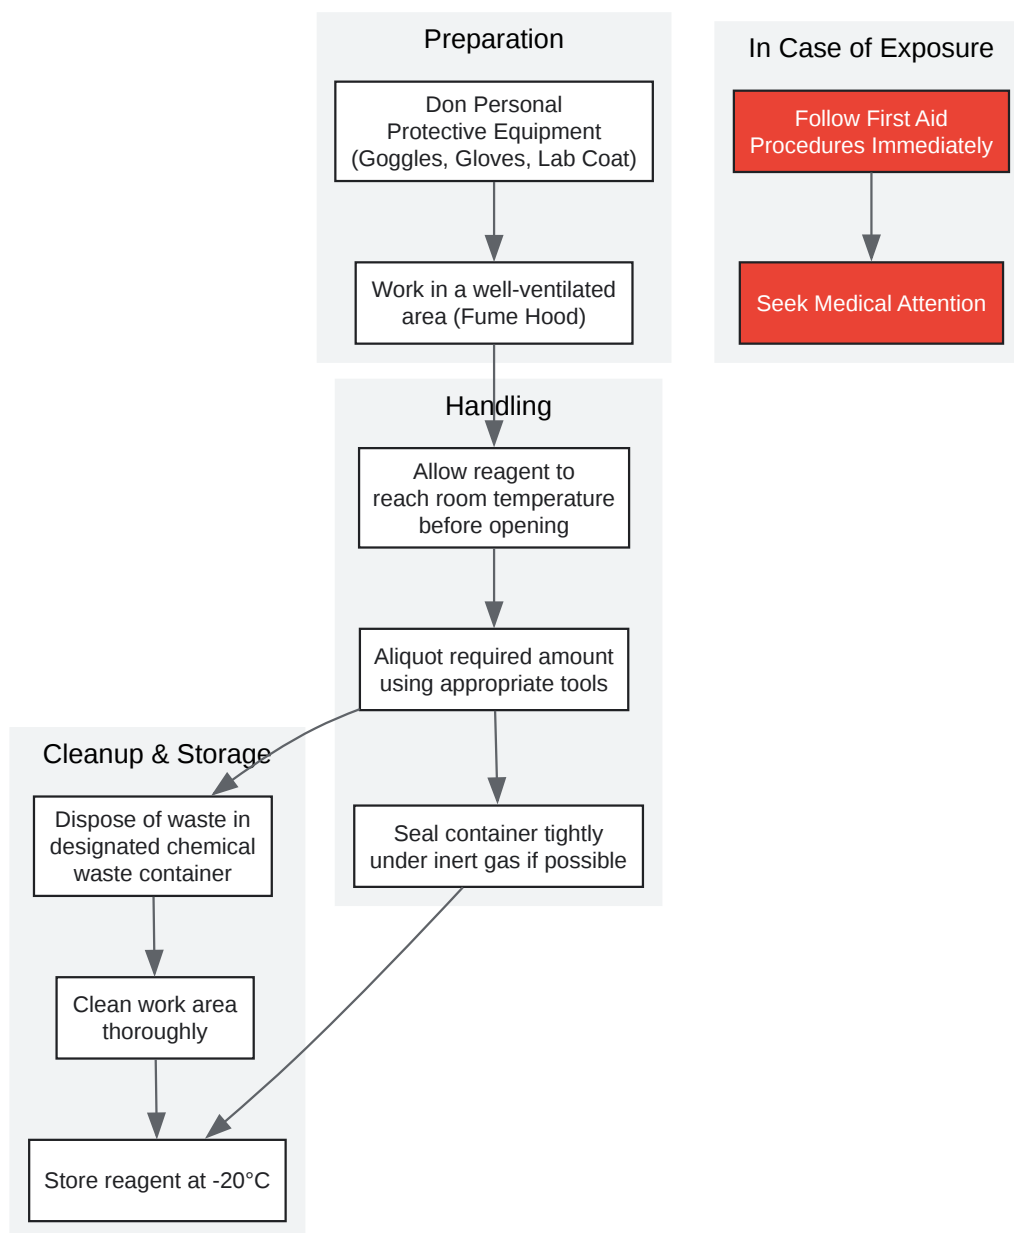 Preparation
Don Personal
Protective Equipment
(Goggles, Gloves, Lab Coat)
Work in a well-ventilated
area (Fume Hood)
In Case of Exposure
Follow First Aid
Procedures Immediately
Seek Medical Attention
Handling
Allow reagent to
reach room temperature
before opening
Aliquot required amount
using appropriate tools
Seal container tightly
under inert gas if possible
Cleanup & Storage
Dispose of waste in
designated chemical
waste container
Clean work area
thoroughly
Store reagent at -20°C